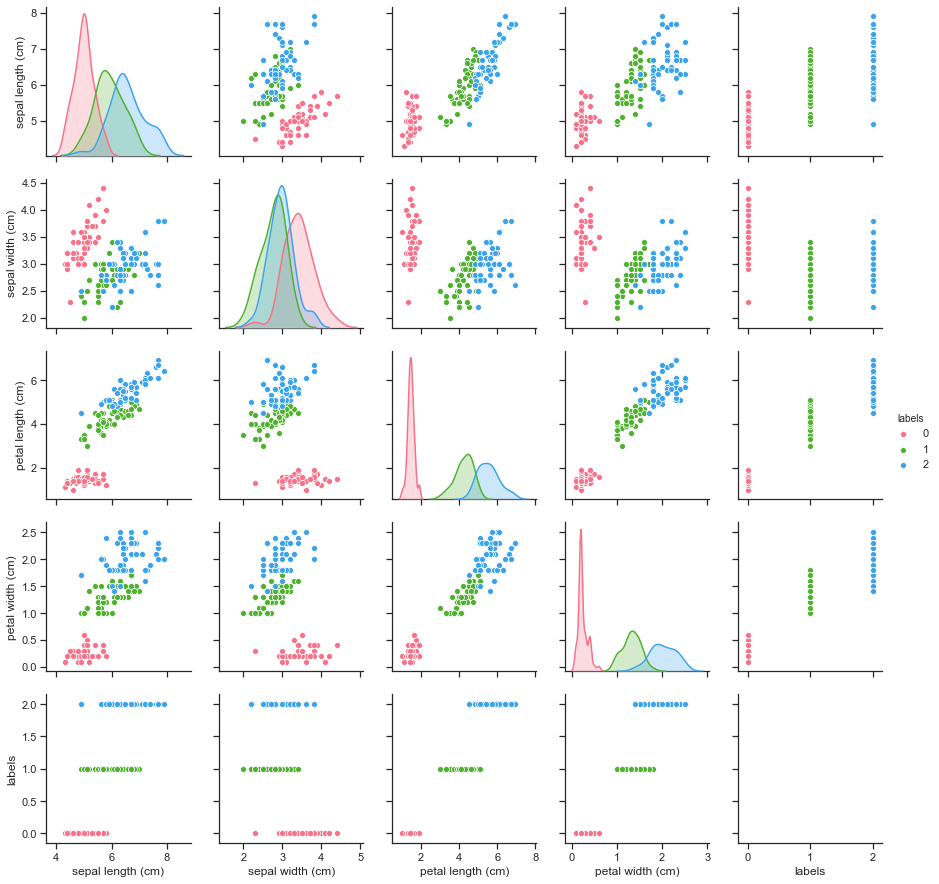 8
7
6
5
sepal length (cm)
4.5
4.0
3.5
3.0
2.5
2.0
sepal width (cm)
6
4
2
petal length (cm)
labels
0
1
2
2.5
2.0
1.5
1.0
0.5
0.0
petal width (cm)
2.0
1.5
1.0
0.5
0.0
labels
4 6 8
2 3 4 5
2 4 6 8
0 1 2 3
0 1 2
sepal length (cm)
sepal width (cm)
petal length (cm)
petal width (cm)
labels